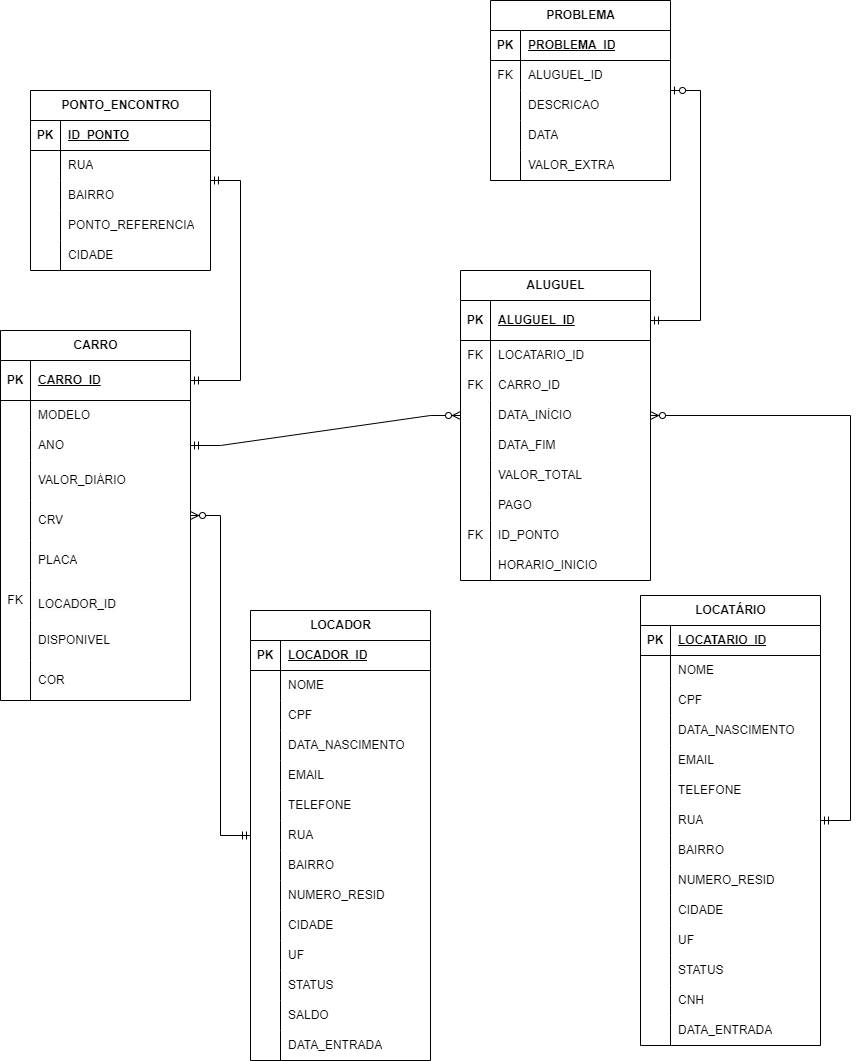 PROBLEMA
PK PROBLEMA_ID
FK ALUGUEL_ID
DESCRICAO
DATA
VALOR_EXTRA
PONTO_ENCONTRO
PK ID_PONTO
RUA
BAIRRO
PONTO_REFERENCIA
CIDADE
ALUGUEL
PK ALUGUEL_ID
FK LOCATARIO_ID
FK CARRO_ID
DATA_INÍCIO
DATA_FIM
VALOR_TOTAL
PAGO
FK ID_PONTO
HORARIO_INICIO
CARRO
PK CARRO_ID
MODELO
ANO
VALOR_DIÁRIO
CRV
PLACA
FK LOCADOR_ID
DISPONIVEL
COR
LOCADOR
PK LOCADOR_ID
NOME
CPF
DATA_NASCIMENTO
EMAIL
TELEFONE
RUA
BAIRRO
NUMERO_RESID
CIDADE
UF
STATUS
SALDO
DATA_ENTRADA
LOCATÁRIO
PK LOCATARIO_ID
NOME
CPF
DATA_NASCIMENTO
EMAIL
TELEFONE
RUA
BAIRRO
NUMERO_RESID
CIDADE
UF
STATUS
CNH
DATA_ENTRADA